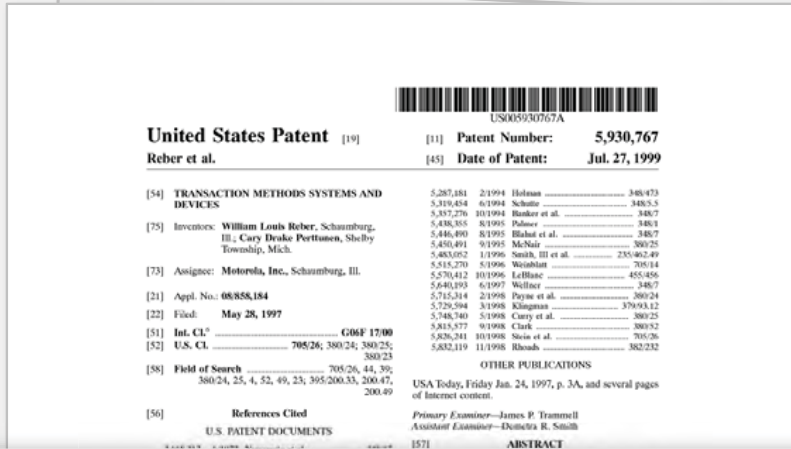 US005930767A
United States Patent [19]
Reber et al.
[11] Patent Number: 5,930,767
[45] Date of Patent: Jul. 27, 1999
[54] TRANSACTION METHODS SYSTEMS AND
DEVICES
[75] Inventors: William Louis Reber, Schaumburg,
Ill.; Cary Drake Perttunen, Shelby
Township, Mich.
[73] Assignee: Motorola, Inc., Schaumburg, Ill.
[21] Appl. No.: 08/858,184
[22] Filed: May 28, 1997
[51] Int. Cl.6 ................ G06F 17/00
[52] U.S. Cl. ................ 705/26; 380/24; 380/25;
380/23
[58] Field of Search ................ 705/26, 44, 39;
380/24, 25, 4, 52, 49, 23; 395/200.33, 200.47,
200.49
[56] References Cited
U.S. PATENT DOCUMENTS
5,287,181 2/1994 Holman ................ 348/473
5,319,454 6/1994 Schutte ................ 348/5.5
5,357,276 10/1994 Banker et al. ................ 348/7
5,438,355 8/1995 Palmer ................ 348/1
5,446,490 8/1995 Blahut et al. ................ 348/7
5,450,491 9/1995 McNair ................ 380/25
5,483,052 1/1996 Smith, III et al. ................ 235/462.49
5,515,270 5/1996 Weinblatt ................ 705/14
5,570,412 10/1996 LeBlanc ................ 455/456
5,640,193 6/1997 Wellner ................ 348/7
5,715,314 2/1998 Payne et al. ................ 380/24
5,729,594 3/1998 Klingman ................ 379/93.12
5,748,740 5/1998 Curry et al. ................ 380/25
5,815,577 9/1998 Clark ................ 380/52
5,826,241 10/1998 Stein et al. ................ 705/26
5,832,119 11/1998 Rhoads ................ 382/232
OTHER PUBLICATIONS
USA Today, Friday Jan. 24, 1997, p. 3A, and several pages
of Internet content.
Primary Examiner—James P. Trammell
Assistant Examiner—Demetra R. Smith
[57] ABSTRACT